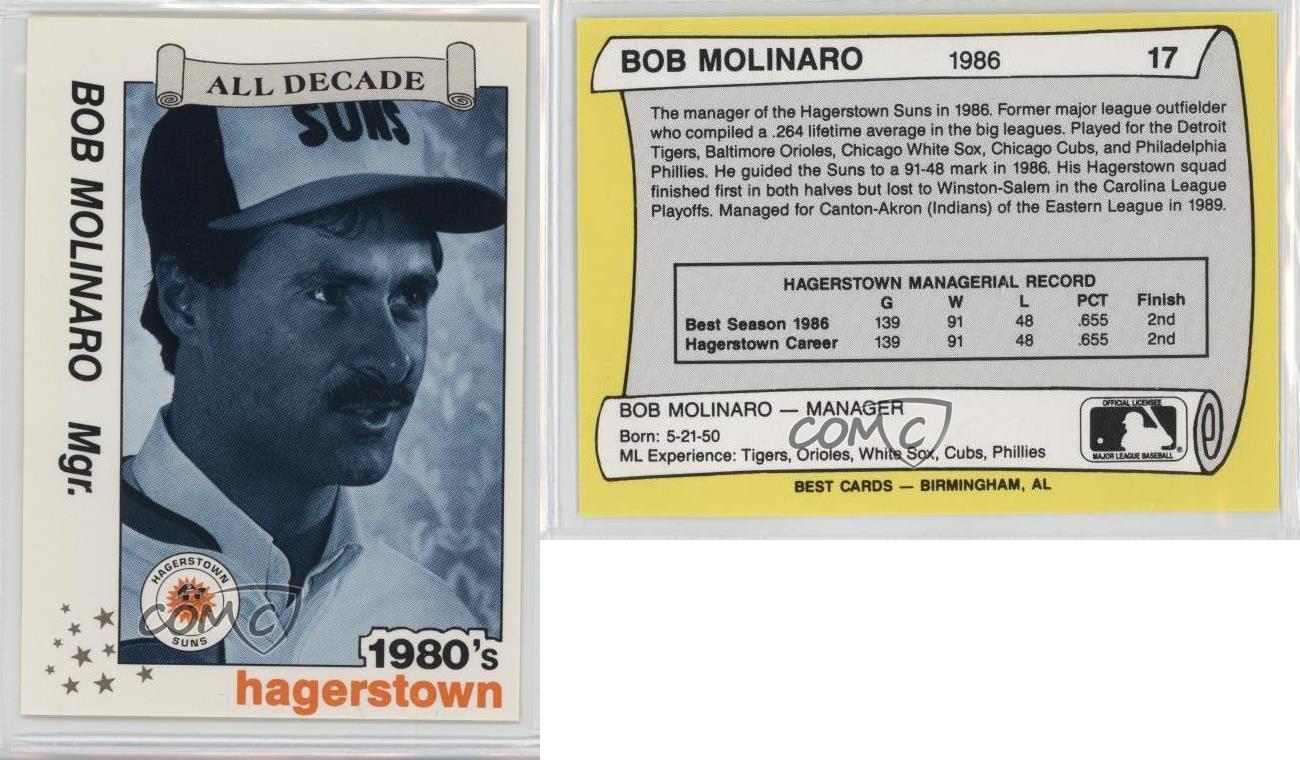 ALL DECADE
SUNS
BOB MOLINARO Mgr.
HAGERSTOWN
SUNS
COMC
1980's
hagerstown
BOB MOLINARO 1986 17
The manager of the Hagerstown Suns in 1986. Former major league outfielder
who compiled a .264 lifetime average in the big leagues. Played for the Detroit
Tigers, Baltimore Orioles, Chicago White Sox, Chicago Cubs, and Philadelphia
Phillies. He guided the Suns to a 91-48 mark in 1986. His Hagerstown squad
finished first in both halves but lost to Winston-Salem in the Carolina League
Playoffs. Managed for Canton-Akron (Indians) of the Eastern League in 1989.
HAGERSTOWN MANAGERIAL RECORD
G W L PCT Finish
Best Season 1986 139 91 48 .655 2nd
Hagerstown Career 139 91 48 .655 2nd
BOB MOLINARO — MANAGER
Born: 5-21-50
ML Experience: Tigers, Orioles, White Sox, Cubs, Phillies
COMC
OFFICIAL LICENSEE
MAJOR LEAGUE BASEBALL
®
BEST CARDS — BIRMINGHAM, AL